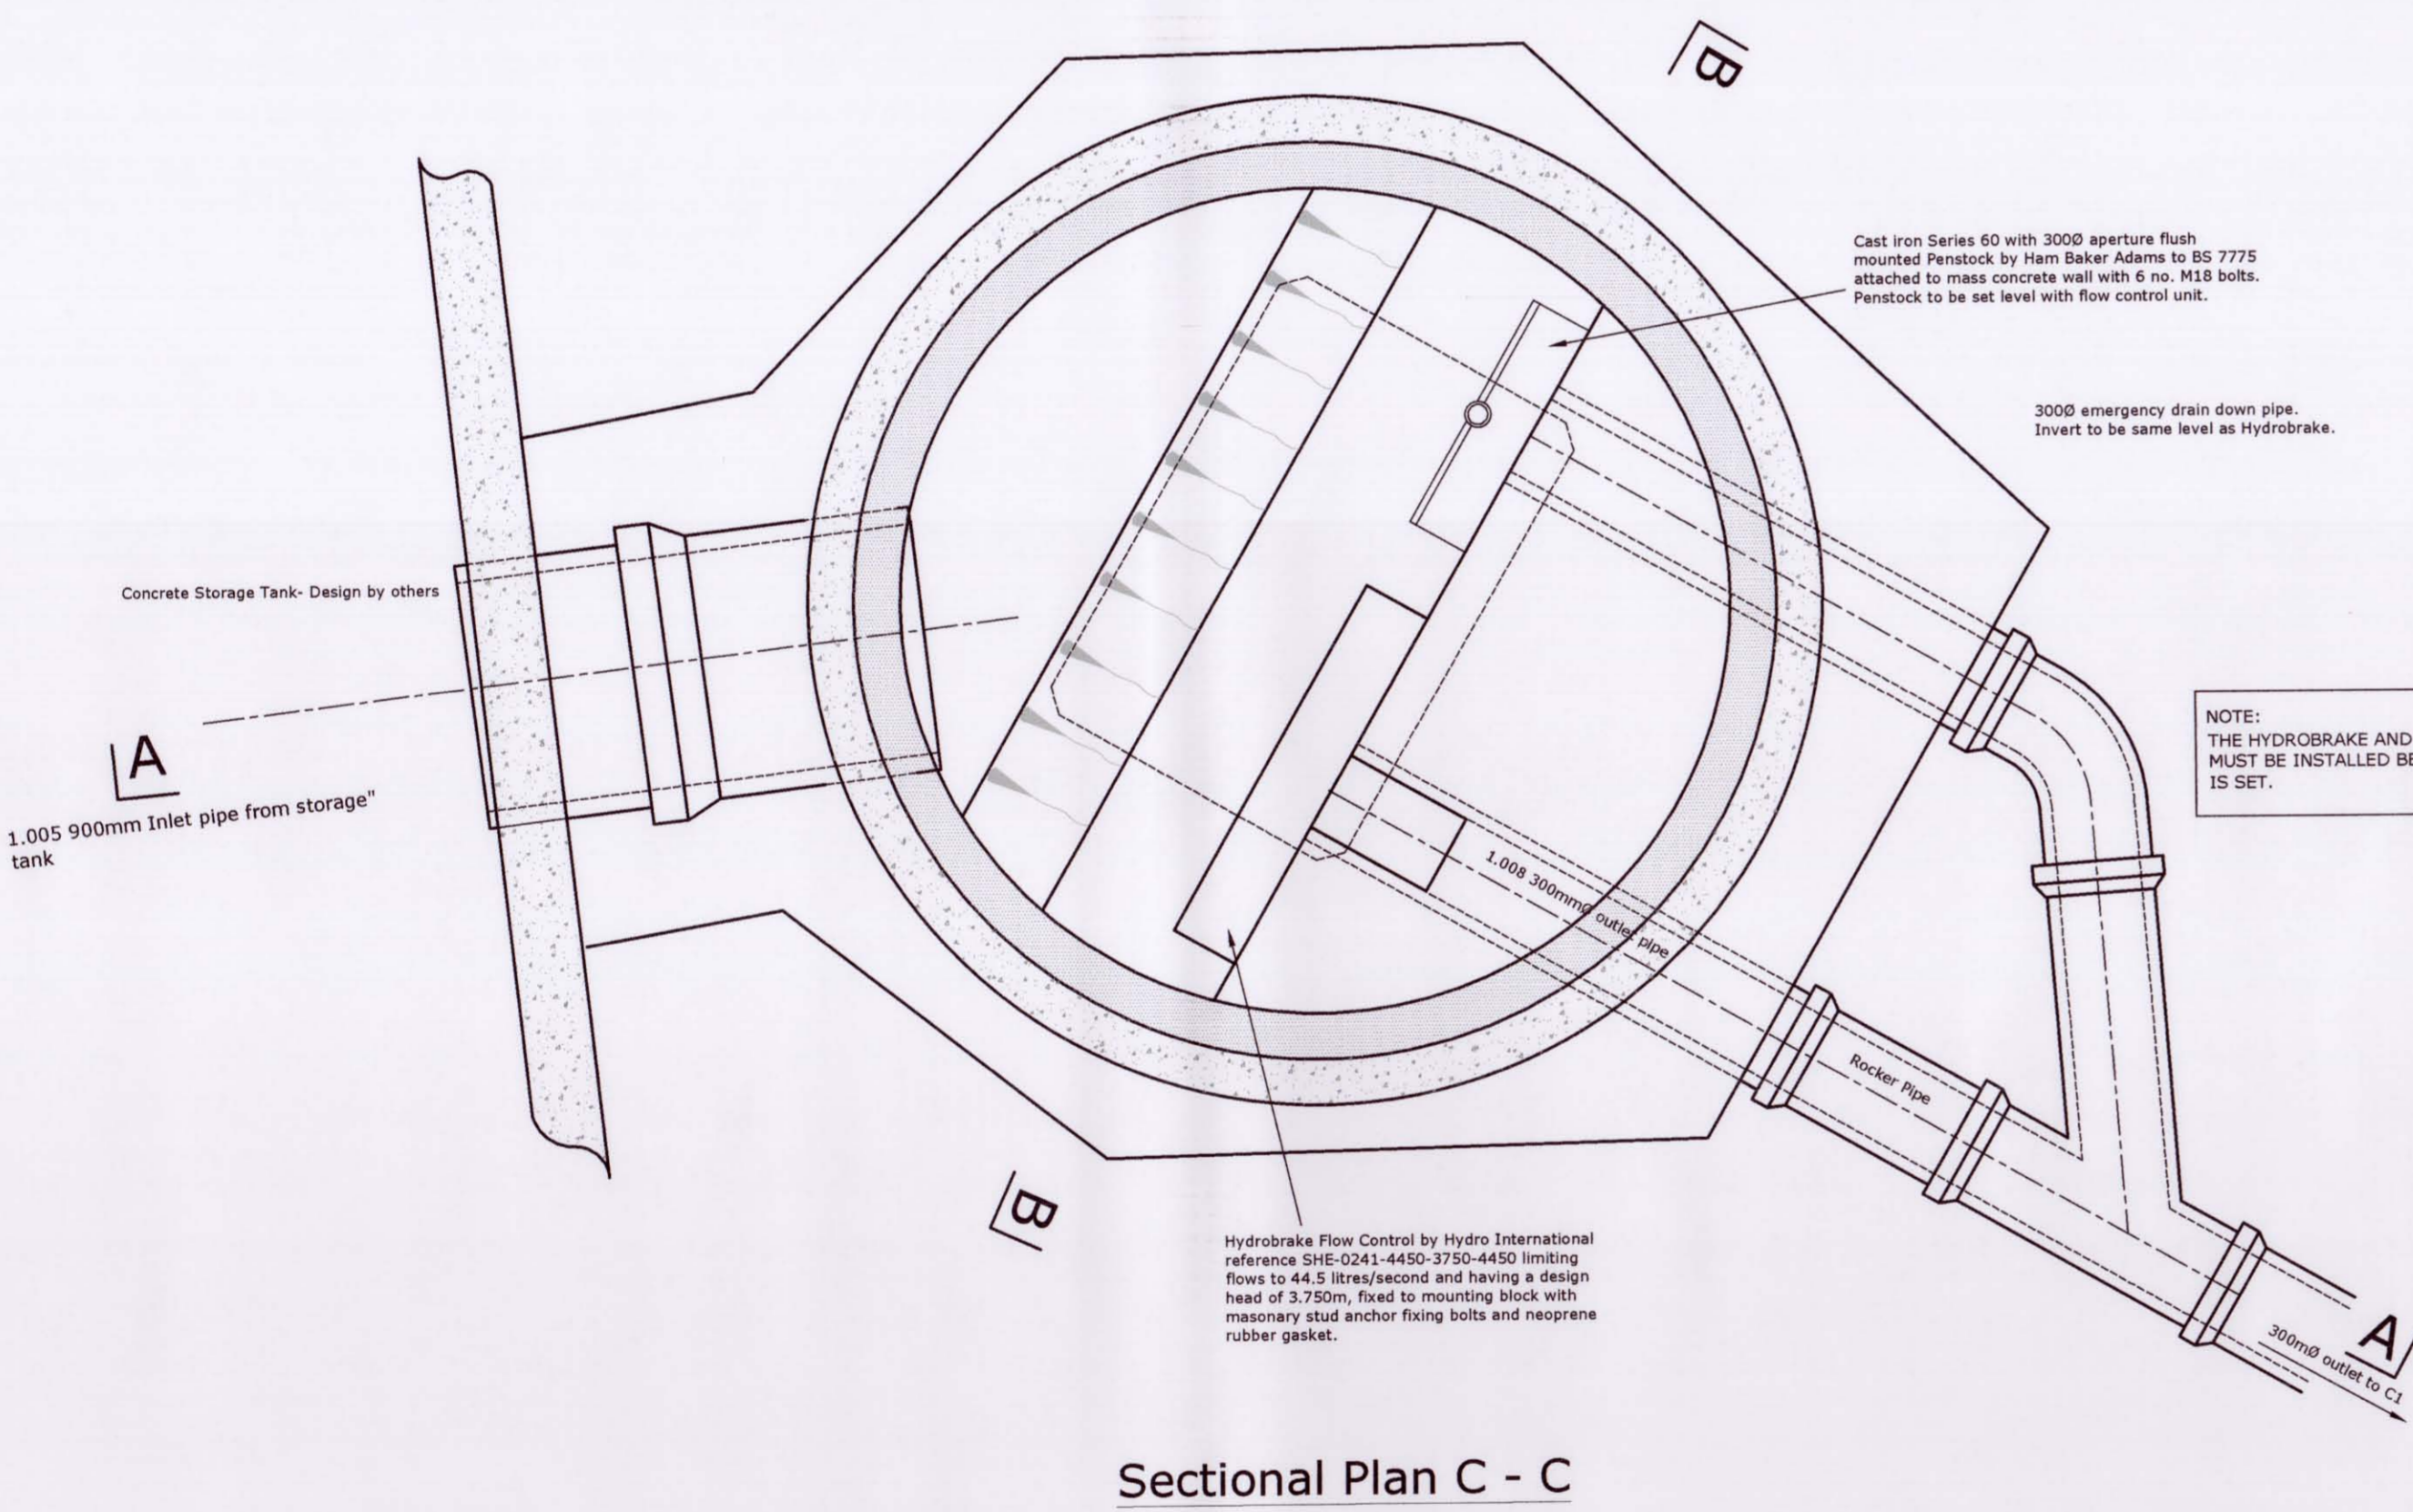 B
Cast iron Series 60 with 300Ø aperture flush
mounted Penstock by Ham Baker Adams to BS 7775
attached to mass concrete wall with 6 no. M18 bolts.
Penstock to be set level with flow control unit.
300Ø emergency drain down pipe.
Invert to be same level as Hydrobrake.
Concrete Storage Tank- Design by others
A
1.005 900mm Inlet pipe from storage"
tank
NOTE:
THE HYDROBRAKE AND
MUST BE INSTALLED BE
IS SET.
1.008 300mmØ outlet pipe
Rocker Pipe
B
Hydrobrake Flow Control by Hydro International
reference SHE-0241-4450-3750-4450 limiting
flows to 44.5 litres/second and having a design
head of 3.750m, fixed to mounting block with
masonary stud anchor fixing bolts and neoprene
rubber gasket.
A
300mØ outlet to C1
Sectional Plan C - C